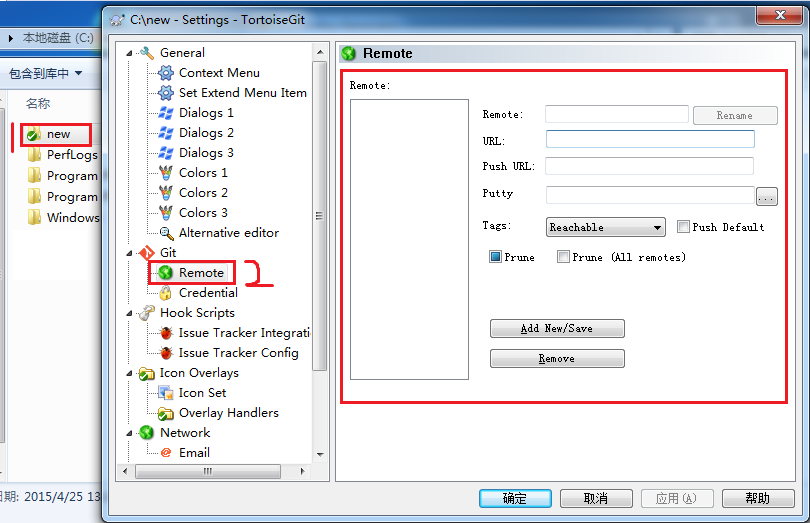 C:\new - Settings - TortoiseGit
本地磁盘 (C:)
包含到库中
名称
1
new
PerfLogs
Program
Program
Windows
日期: 2015/4/25 13
General
Context Menu
Set Extend Menu Item
Dialogs 1
Dialogs 2
Dialogs 3
Colors 1
Colors 2
Colors 3
Alternative editor
Git
Remote
2
Credential
Hook Scripts
Issue Tracker Integrati
Issue Tracker Config
Icon Overlays
Icon Set
Overlay Handlers
Network
Email
Remote
Remote:
Remote:
Rename
URL:
Push URL:
Putty
...
Tags:
Reachable
Push Default
Prune
Prune (All remotes)
Add New/Save
Remove
确定
取消
应用(A)
帮助